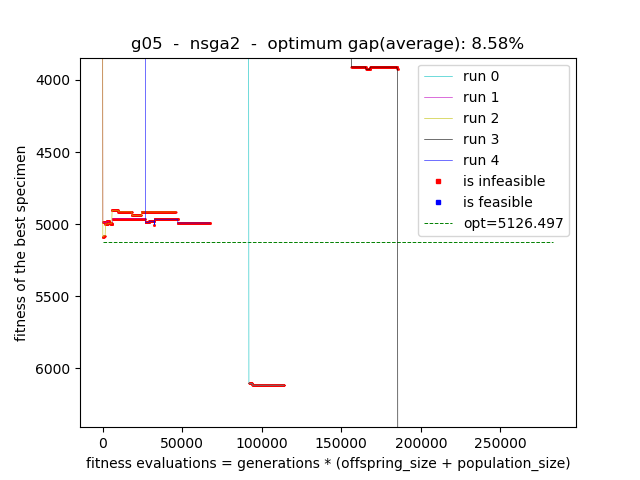 g05  -  nsga2  -  optimum gap(average): 8.58%
fitness of the best specimen
4000
4500
5000
5500
6000
run 0
run 1
run 2
run 3
run 4
is infeasible
is feasible
opt=5126.497
0
50000
100000
150000
200000
250000
fitness evaluations = generations * (offspring_size + population_size)